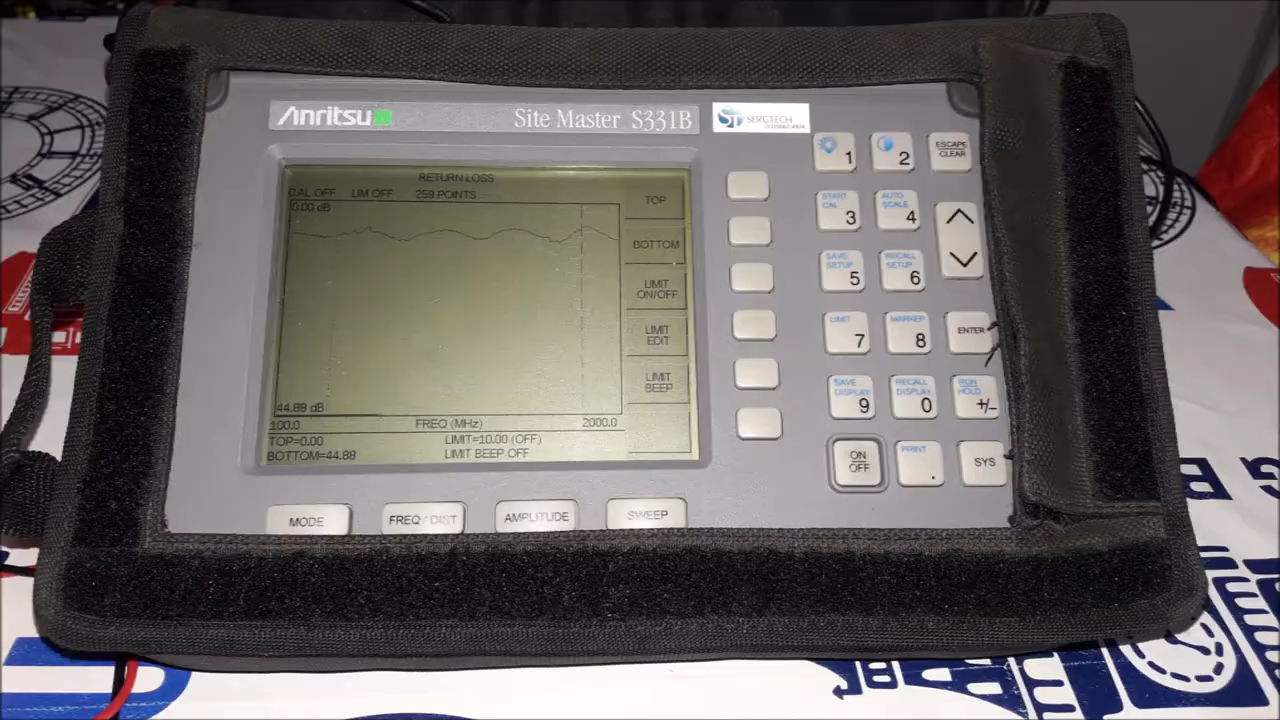 Anritsu
Site Master S331B
ST SERGTECH
RETURN LOSS
CAL OFF LIM OFF 259 POINTS
0.00 dB
44.88 dB
100.0 FREQ (MHz) 2000.0
TOP=0.00 LIMIT=10.00 (OFF)
BOTTOM=44.88 LIMIT BEEP OFF
TOP
BOTTOM
LIMIT
ON/OFF
LIMIT
EDIT
LIMIT
BEEP
1
2
ESCAPE
CLEAR
START
CAL
3
AUTO
SCALE
4
SAVE
SETUP
5
RECALL
SETUP
6
LIMIT
7
MARKER
8
ENTER
SAVE
DISPLAY
9
RECALL
DISPLAY
0
RUN
HOLD
+/−
ON
OFF
PRINT
.
SYS
MODE
FREQ / DIST
AMPLITUDE
SWEEP